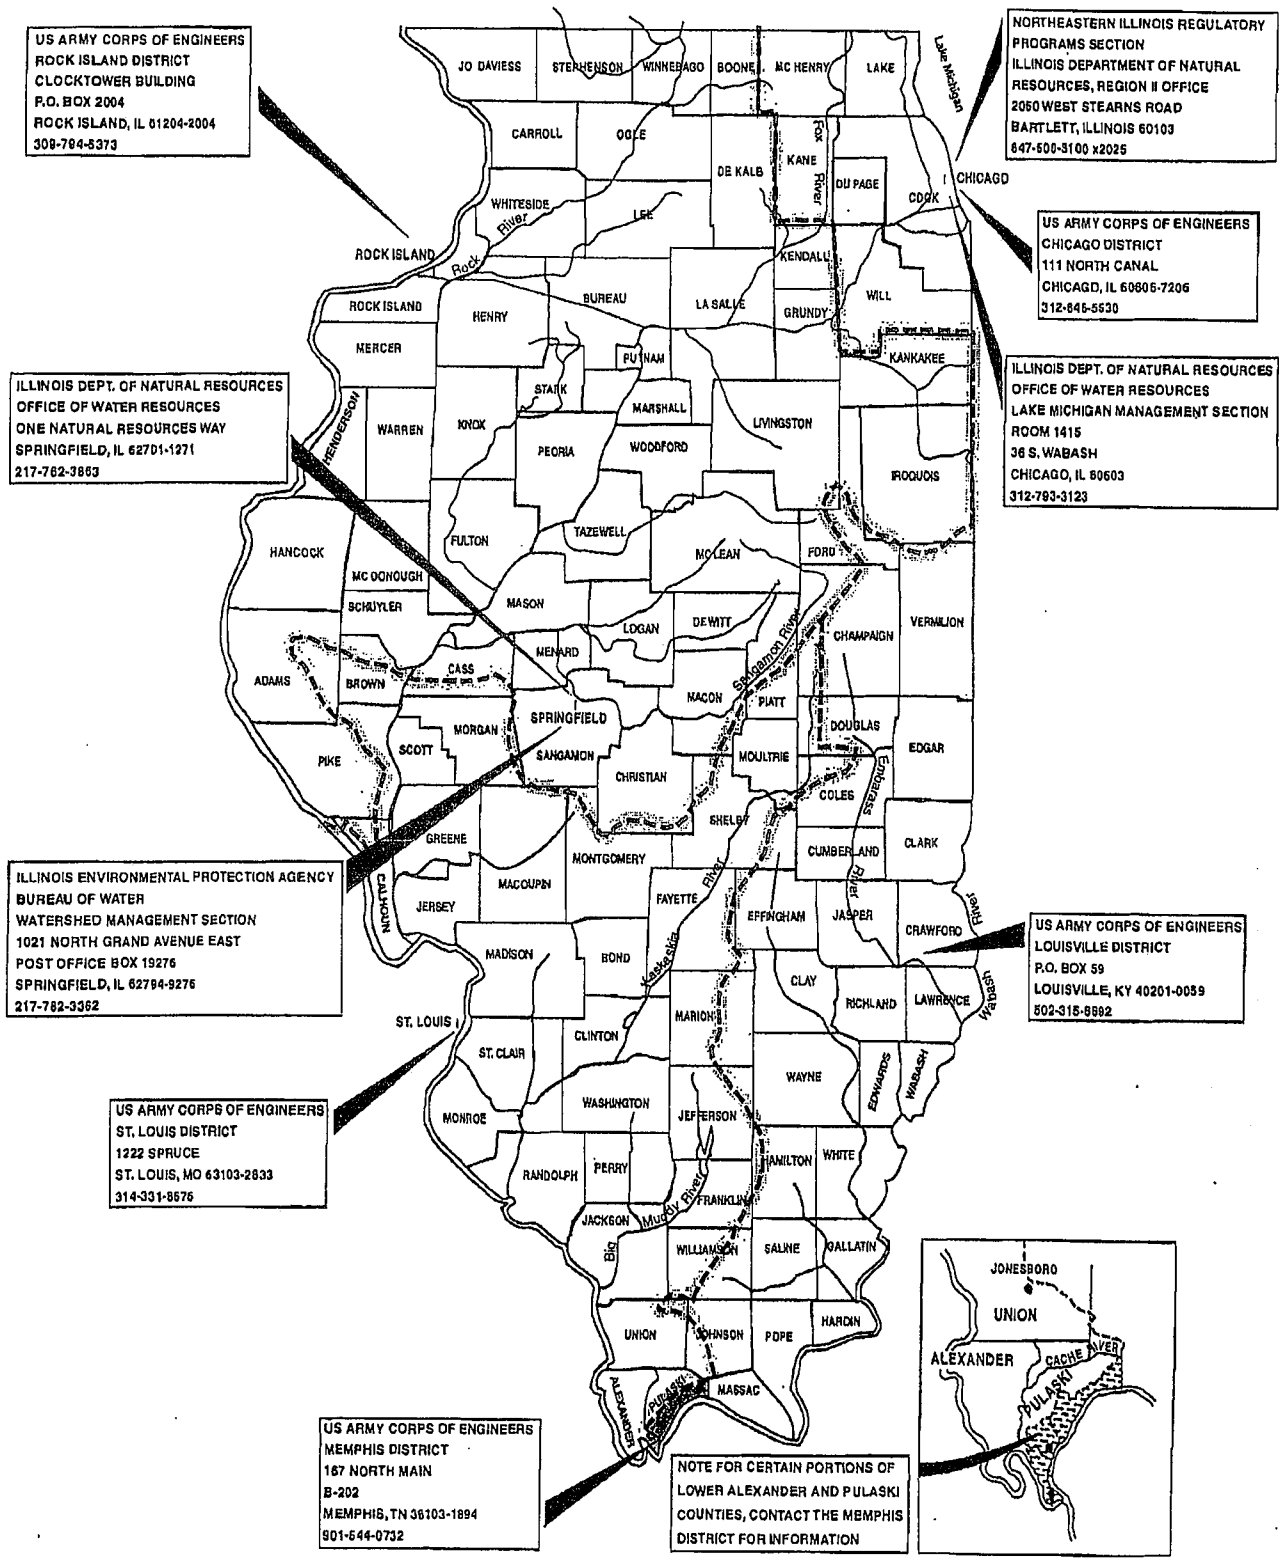 US ARMY CORPS OF ENGINEERS
ROCK ISLAND DISTRICT
CLOCKTOWER BUILDING
P.O. BOX 2004
ROCK ISLAND, IL 61204-2004
309-794-5373
NORTHEASTERN ILLINOIS REGULATORY
PROGRAMS SECTION
ILLINOIS DEPARTMENT OF NATURAL
RESOURCES, REGION II OFFICE
2050 WEST STEARNS ROAD
BARTLETT, ILLINOIS 60103
847-608-3100 x2025
US ARMY CORPS OF ENGINEERS
CHICAGO DISTRICT
111 NORTH CANAL
CHICAGO, IL 60606-7206
312-846-5530
ILLINOIS DEPT. OF NATURAL RESOURCES
OFFICE OF WATER RESOURCES
LAKE MICHIGAN MANAGEMENT SECTION
ROOM 1415
36 S. WABASH
CHICAGO, IL 60603
312-793-3123
ILLINOIS DEPT. OF NATURAL RESOURCES
OFFICE OF WATER RESOURCES
ONE NATURAL RESOURCES WAY
SPRINGFIELD, IL 62701-1271
217-782-3863
ILLINOIS ENVIRONMENTAL PROTECTION AGENCY
BUREAU OF WATER
WATERSHED MANAGEMENT SECTION
1021 NORTH GRAND AVENUE EAST
POST OFFICE BOX 19276
SPRINGFIELD, IL 62794-9276
217-782-3362
US ARMY CORPS OF ENGINEERS
LOUISVILLE DISTRICT
P.O. BOX 59
LOUISVILLE, KY 40201-0059
502-315-6692
US ARMY CORPS OF ENGINEERS
ST. LOUIS DISTRICT
1222 SPRUCE
ST. LOUIS, MO 63103-2833
314-331-8575
US ARMY CORPS OF ENGINEERS
MEMPHIS DISTRICT
167 NORTH MAIN
B-202
MEMPHIS, TN 38103-1894
901-544-0732
NOTE FOR CERTAIN PORTIONS OF
LOWER ALEXANDER AND PULASKI
COUNTIES, CONTACT THE MEMPHIS
DISTRICT FOR INFORMATION
JO DAVIESS
STEPHENSON
WINNEBAGO
BOONE
MC HENRY
LAKE
Lake Michigan
CARROLL
OGLE
DE KALB
KANE
Fox River
DU PAGE
COOK
CHICAGO
WHITESIDE
LEE
Rock River
ROCK ISLAND
ROCK ISLAND
HENRY
BUREAU
LA SALLE
KENDALL
GRUNDY
WILL
MERCER
PUTNAM
KANKAKEE
HENDERSON
WARREN
KNOX
STARK
MARSHALL
PEORIA
WOODFORD
LIVINGSTON
IROQUOIS
HANCOCK
MC DONOUGH
FULTON
TAZEWELL
MC LEAN
FORD
SCHUYLER
MASON
LOGAN
DEWITT
CHAMPAIGN
VERMILION
Sangamon River
ADAMS
BROWN
CASS
MENARD
MACON
PIATT
PIKE
SCOTT
MORGAN
SPRINGFIELD
SANGAMON
CHRISTIAN
MOULTRIE
DOUGLAS
EDGAR
COLES
Embarass River
SHELBY
CALHOUN
GREENE
MACOUPIN
MONTGOMERY
CUMBERLAND
CLARK
JERSEY
FAYETTE
Kaskaskia River
EFFINGHAM
JASPER
CRAWFORD
MADISON
BOND
CLAY
RICHLAND
LAWRENCE
Wabash River
ST. LOUIS
MARION
CLINTON
ST. CLAIR
WAYNE
EDWARDS
WABASH
MONROE
WASHINGTON
JEFFERSON
RANDOLPH
PERRY
HAMILTON
WHITE
FRANKLIN
JACKSON
Big Muddy River
WILLIAMSON
SALINE
GALLATIN
UNION
JOHNSON
POPE
HARDIN
ALEXANDER
PULASKI
MASSAC
JONESBORO
UNION
ALEXANDER
CACHE RIVER
PULASKI